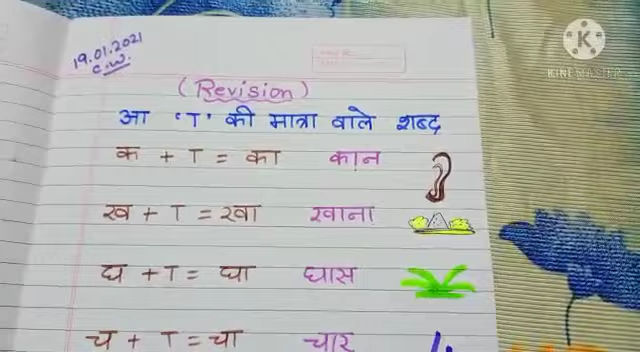 19.01.2021
C.W.
(Revision)
आ 'ा' की मात्रा वाले शब्द
क + ा = का कान
ख + ा = खा खाना
घ + ा = घा घास
च + ा = चा चार
K
KINEMASTER